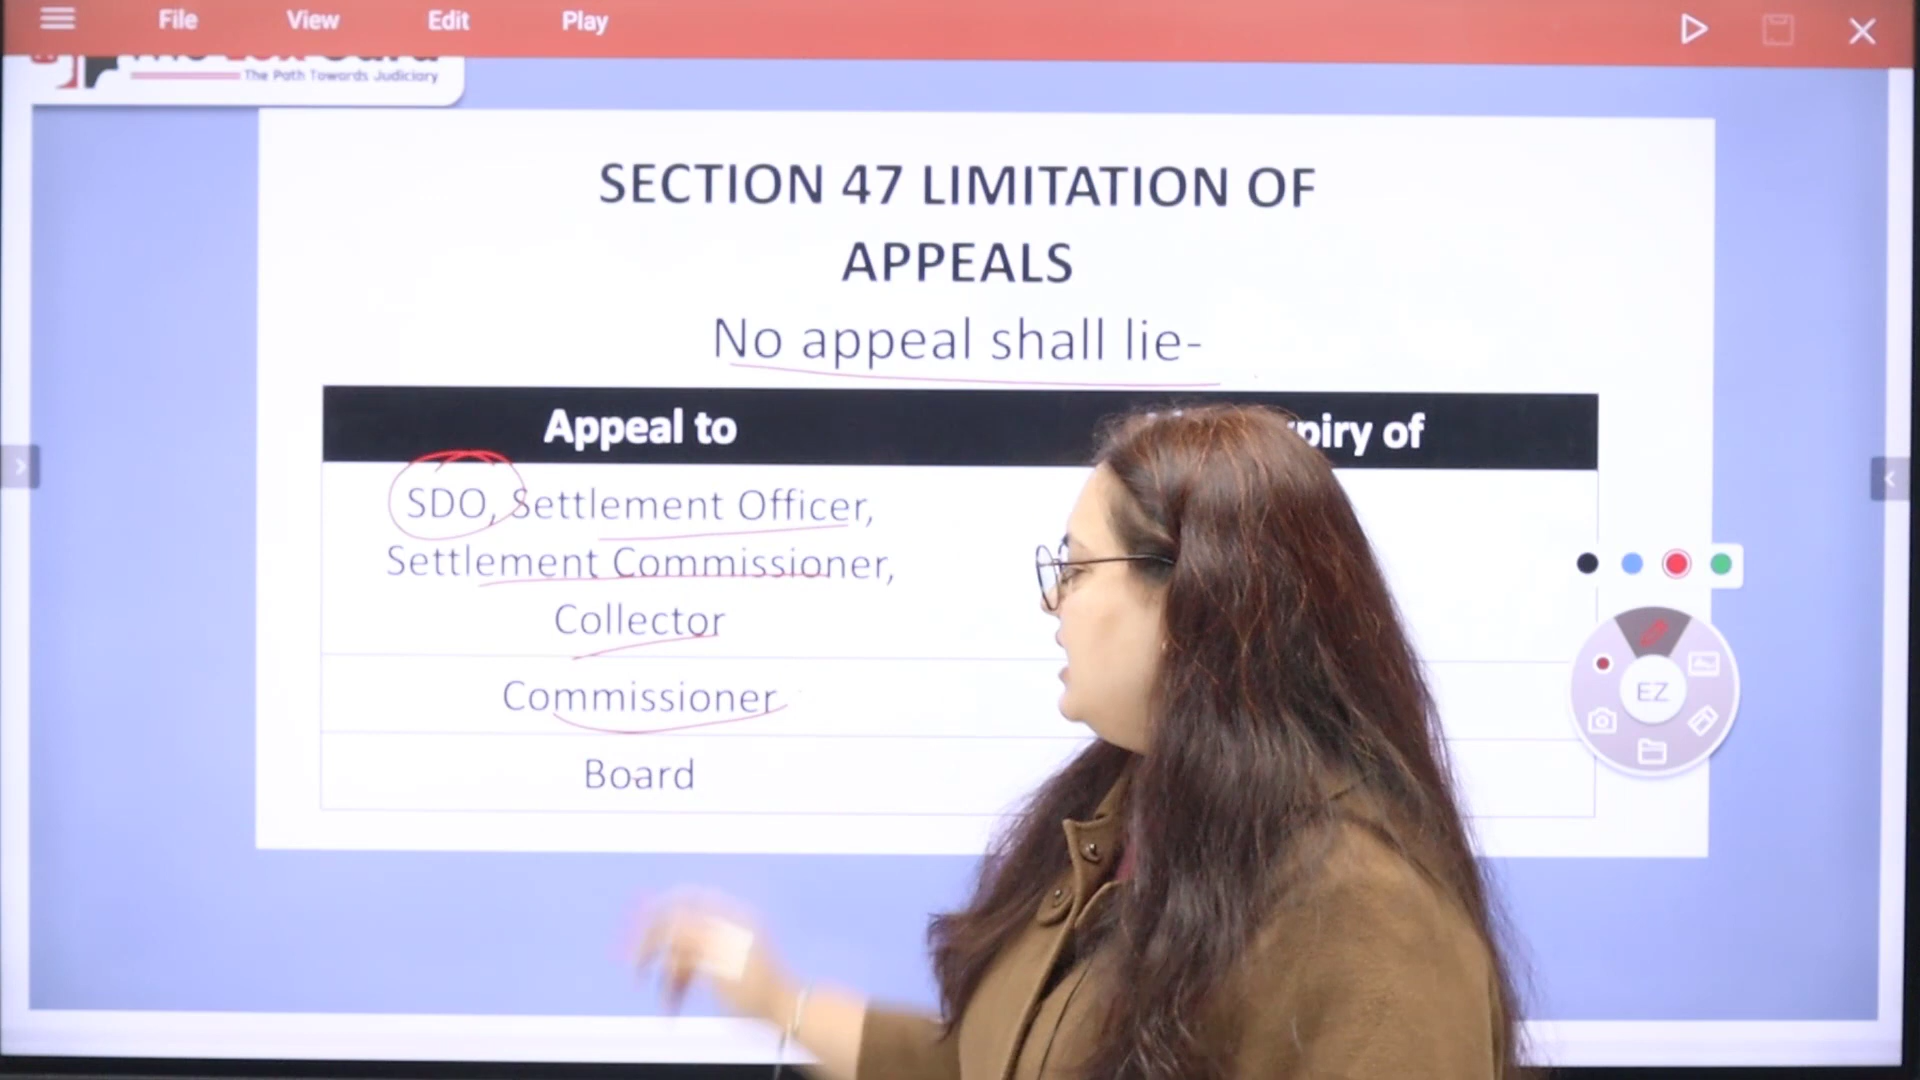 File View Edit Play
The Path Towards Judiciary
SECTION 47 LIMITATION OF
APPEALS
No appeal shall lie-
Appeal to
of
SDO, Settlement Officer,
Settlement Commissioner,
Collector
Commissioner
Board
EZ